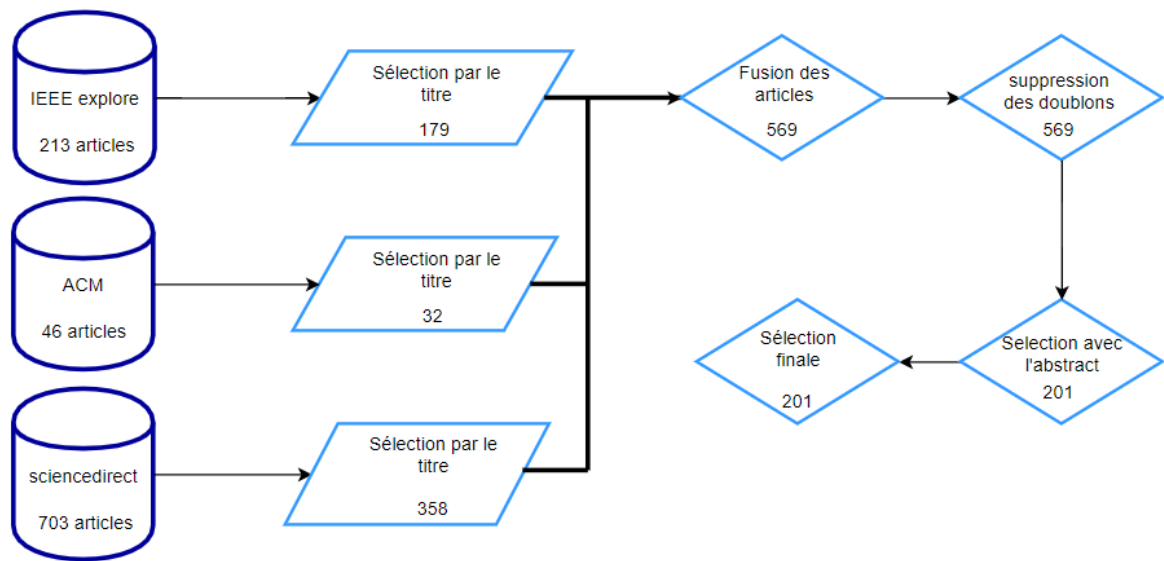 IEEE explore
213 articles
Sélection par le
titre
179
Fusion des
articles
569
suppression
des doublons
569
ACM
46 articles
Sélection par le
titre
32
Sélection
finale
201
Selection avec
l'abstract
201
sciencedirect
703 articles
Sélection par le
titre
358